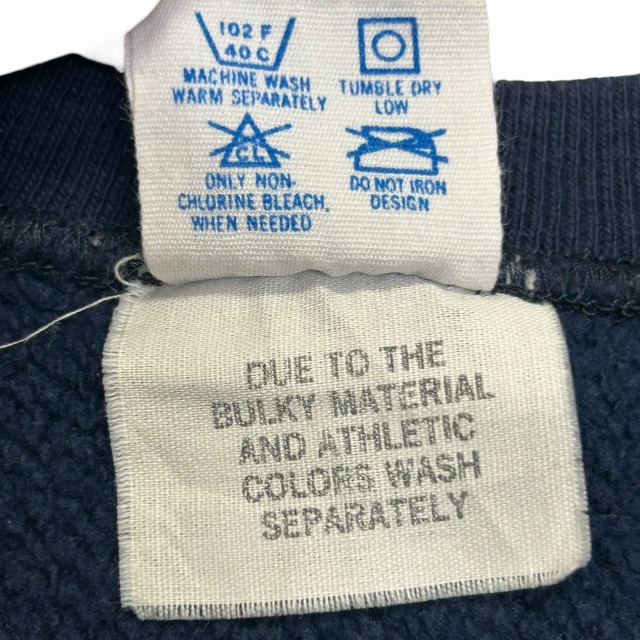 102 F
40 C
MACHINE WASH
WARM SEPARATELY
TUMBLE DRY
LOW
CL
ONLY NON-
CHLORINE BLEACH,
WHEN NEEDED
DO NOT IRON
DESIGN
DUE TO THE
BULKY MATERIAL
AND ATHLETIC
COLORS WASH
SEPARATELY